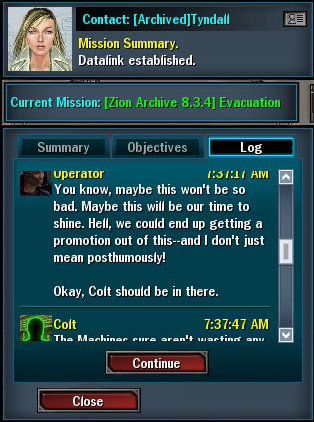 Contact: [Archived]Tyndall
Mission Summary.
Datalink established.
Current Mission: [Zion Archive 8.3.4] Evacuation
Summary
Objectives
Log
Operator 7:37:17 AM
You know, maybe this won't be so
bad. Maybe this will be our time to
shine. Hell, we could end up getting a
promotion out of this--and I don't just
mean posthumously!
Okay, Colt should be in there.
Colt 7:37:47 AM
The Machines sure aren't wasting any
Continue
Close